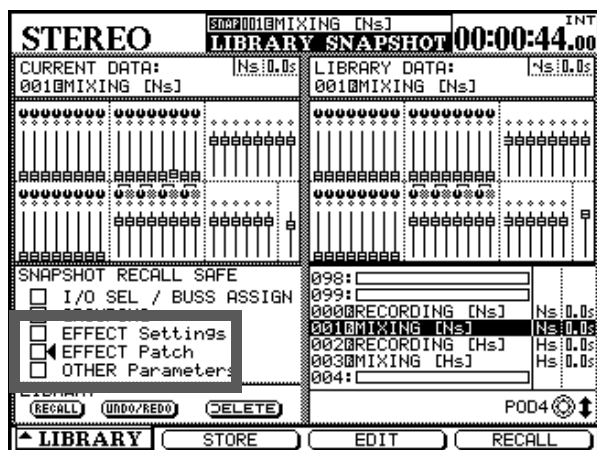 STEREO
SNAP 001 MIXING [Ns]
LIBRARY SNAPSHOT
INT
00:00:44.00
CURRENT DATA: Ns 0.0s
001 MIXING [Ns]
LIBRARY DATA: Ns 0.0s
001 MIXING [Ns]
SNAPSHOT RECALL SAFE
I/O SEL / BUSS ASSIGN
EFFECT Settings
EFFECT Patch
OTHER Parameters
LIBRARY
RECALL UNDO/REDO DELETE
098:
099:
000 RECORDING [Ns] Ns 0.0s
001 MIXING [Ns] Ns 0.0s
002 RECORDING [Hs] Hs 0.0s
003 MIXING [Hs] Hs 0.0s
004:
POD4
LIBRARY STORE EDIT RECALL